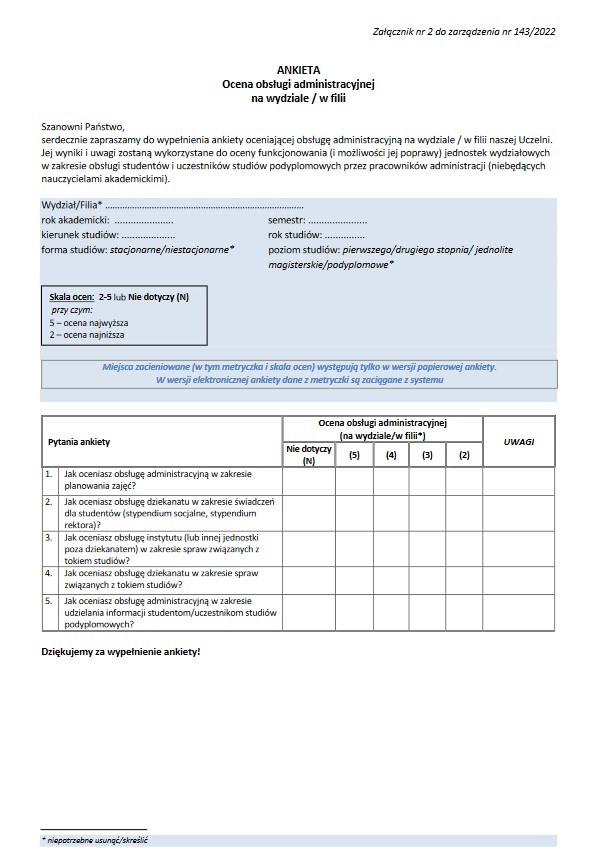 Załącznik nr 2 do zarządzenia nr 143/2022
ANKIETA
Ocena obsługi administracyjnej
na wydziale / w filii
Szanowni Państwo,
serdecznie zapraszamy do wypełnienia ankiety oceniającej obsługę administracyjną na wydziale / w filii naszej Uczelni.
Jej wyniki i uwagi zostaną wykorzystane do oceny funkcjonowania (i możliwości jej poprawy) jednostek wydziałowych
w zakresie obsługi studentów i uczestników studiów podyplomowych przez pracowników administracji (niebędących
nauczycielami akademickimi).
Wydział/Filia* ……………………………………………………………………
rok akademicki: ………………… semestr: …………………
kierunek studiów: ……………… rok studiów: …………………
forma studiów: stacjonarne/niestacjonarne* poziom studiów: pierwszego/drugiego stopnia/ jednolite
magisterskie/podyplomowe*
Skala ocen: 2-5 lub Nie dotyczy (N)
przy czym:
5 – ocena najwyższa
2 – ocena najniższa
Miejsca zacieniowane (w tym metryczka i skala ocen) występują tylko w wersji papierowej ankiety.
W wersji elektronicznej ankiety dane z metryczki są zaciągane z systemu
Pytania ankiety
Ocena obsługi administracyjnej
(na wydziale/w filii*)
UWAGI
Nie dotyczy
(N)
(5) (4) (3) (2)
1. Jak oceniasz obsługę administracyjną w zakresie
planowania zajęć?
2. Jak oceniasz obsługę dziekanatu w zakresie świadczeń
dla studentów (stypendium socjalne, stypendium
rektora)?
3. Jak oceniasz obsługę instytutu (lub innej jednostki
poza dziekanatem) w zakresie spraw związanych z
tokiem studiów?
4. Jak oceniasz obsługę dziekanatu w zakresie spraw
związanych z tokiem studiów?
5. Jak oceniasz obsługę administracyjną w zakresie
udzielania informacji studentom/uczestnikom studiów
podyplomowych?
Dziękujemy za wypełnienie ankiety!
* niepotrzebne usunąć/skreślić